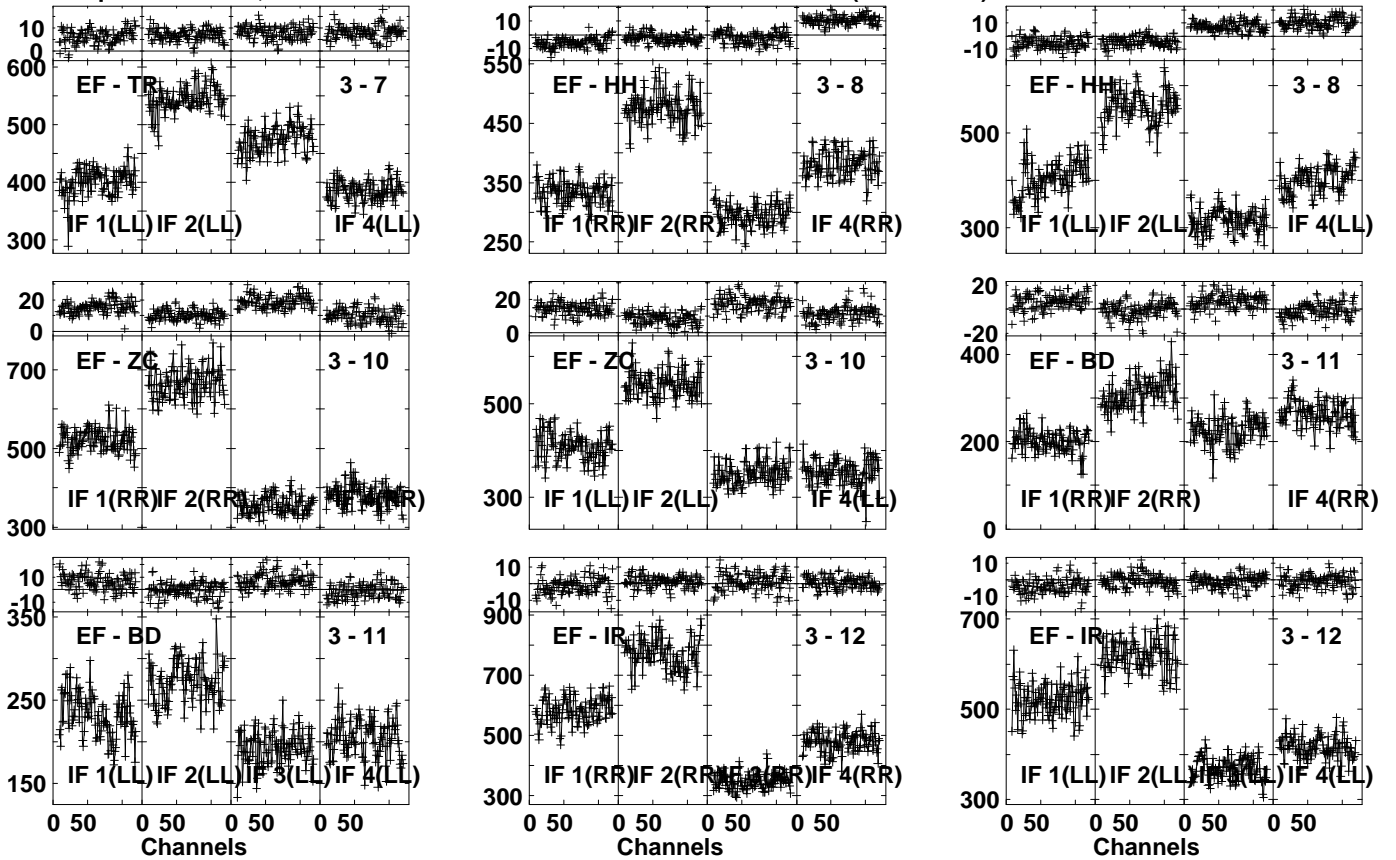 10 0 600 500 400 300 EF - TR 3 - 7 IF 1(LL) IF 2(LL) IF 4(LL)
10 -10 550 450 350 250 EF - HH 3 - 8 IF 1(RR) IF 2(RR) IF 4(RR)
10 -10 500 300 EF - HH 3 - 8 IF 1(LL) IF 2(LL) IF 4(LL)
20 0 700 500 300 EF - ZC 3 - 10 IF 1(RR) IF 2(RR) IF 4(RR)
20 0 500 300 EF - ZC 3 - 10 IF 1(LL) IF 2(LL) IF 4(LL)
20 -20 400 200 0 EF - BD 3 - 11 IF 1(RR) IF 2(RR) IF 4(RR)
10 -10 350 250 150 EF - BD 3 - 11 IF 1(LL) IF 2(LL) IF 3(LL) IF 4(LL)
0 50 0 50 0 50 0 50
Channels
10 -10 900 700 500 300 EF - IR 3 - 12 IF 1(RR) IF 2(RR) IF 3(RR) IF 4(RR)
0 50 0 50 0 50 0 50
Channels
10 -10 700 500 300 EF - IR 3 - 12 IF 1(LL) IF 2(LL) IF 3(LL) IF 4(LL)
0 50 0 50 0 50 0 50
Channels